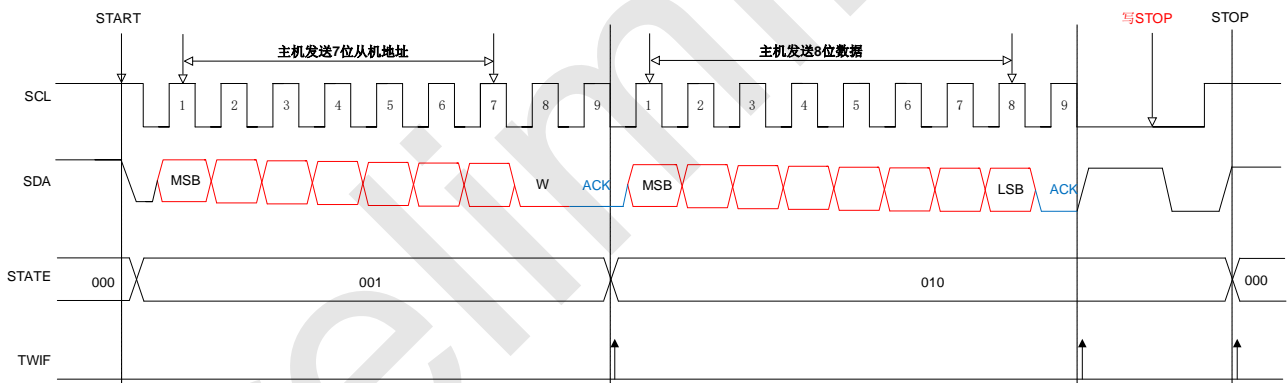 START
写STOP
STOP
主机发送7位从机地址
主机发送8位数据
SCL
1 2 3 4 5 6 7 8 9 1 2 3 4 5 6 7 8 9
SDA
MSB W ACK MSB LSB ACK
STATE
000 001 010 000
TWIF